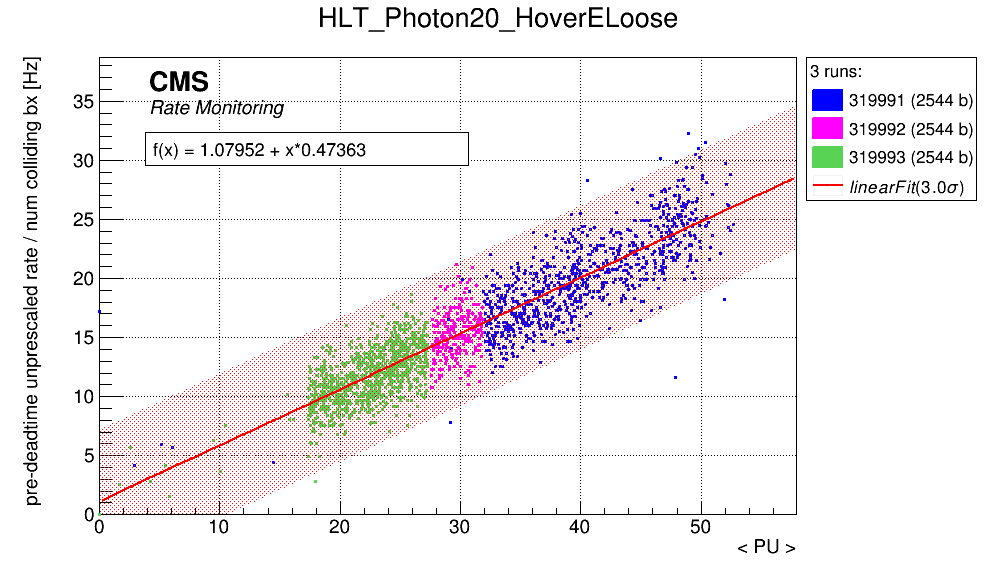 HLT_Photon20_HoverELoose
pre-deadtime unprescaled rate / num colliding bx [Hz]
CMS
Rate Monitoring
f(x) = 1.07952 + x*0.47363
35
30
25
20
15
10
5
0
0 10 20 30 40 50
< PU >
3 runs:
319991 (2544 b)
319992 (2544 b)
319993 (2544 b)
linearFit(3.0σ)